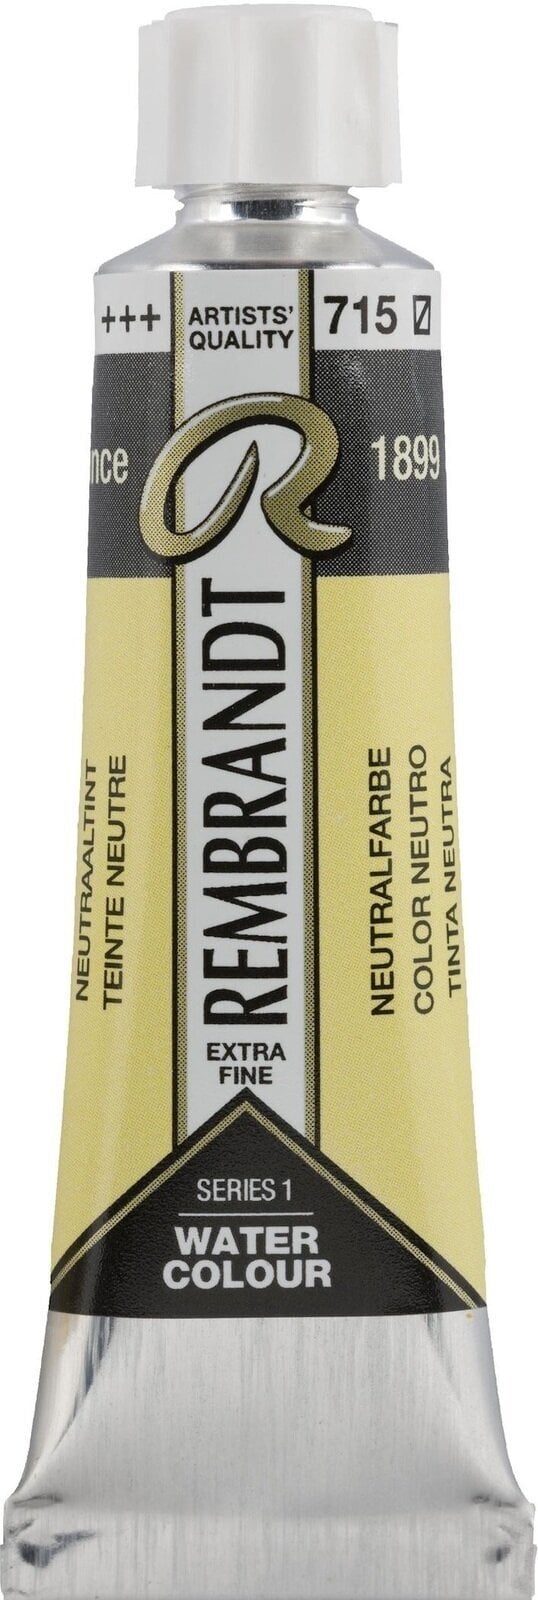 +++
ARTISTS'
QUALITY
715
nce
1899
R
REMBRANDT
NEUTRAALTINT
TEINTE NEUTRE
NEUTRALFARBE
COLOR NEUTRO
TINTA NEUTRA
EXTRA
FINE
SERIES 1
WATER
COLOUR